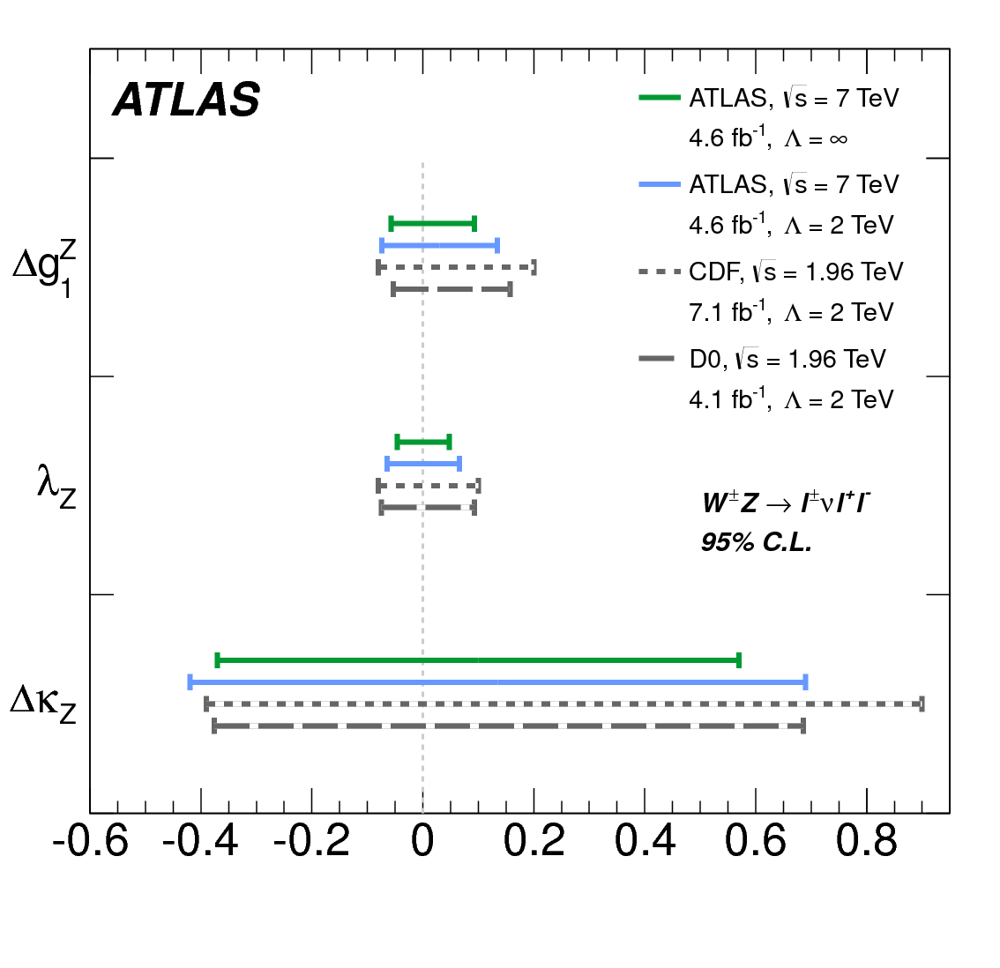 ATLAS
ATLAS, √s = 7 TeV
4.6 fb⁻¹, Λ = ∞
ATLAS, √s = 7 TeV
4.6 fb⁻¹, Λ = 2 TeV
CDF, √s = 1.96 TeV
7.1 fb⁻¹, Λ = 2 TeV
D0, √s = 1.96 TeV
4.1 fb⁻¹, Λ = 2 TeV
Δg₁ᶻ
λ_Z
W±Z → l±νl⁺l⁻
95% C.L.
Δκ_Z
-0.6 -0.4 -0.2 0 0.2 0.4 0.6 0.8